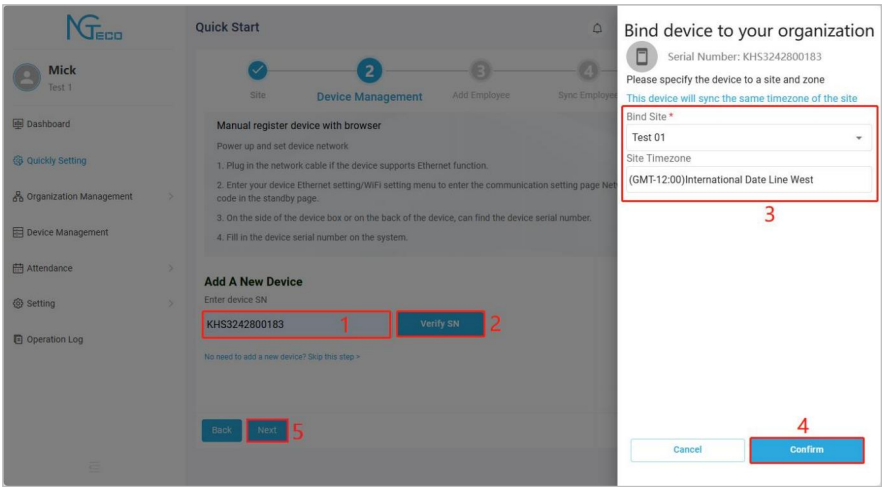 NGTECO
Mick
Test 1
Dashboard
Quickly Setting
Organization Management
Device Management
Attendance
Setting
Operation Log
Quick Start
2
3
4
Site
Device Management
Add Employee
Sync Employee
Manual register device with browser
Power up and set device network
1. Plug in the network cable if the device supports Ethernet function.
2. Enter your device Ethernet setting/WiFi setting menu to enter the communication setting page Net
code in the standby page.
3. On the side of the device box or on the back of the device, can find the device serial number.
4. Fill in the device serial number on the system.
Add A New Device
Enter device SN
KHS3242800183 1
Verify SN 2
No need to add a new device? Skip this step
Back
Next 5
Bind device to your organization
Serial Number: KHS3242800183
Please specify the device to a site and zone
This device will sync the same timezone of the site
Bind Site *
Test 01
Site Timezone
(GMT-12:00)International Date Line West
3
4
Cancel
Confirm